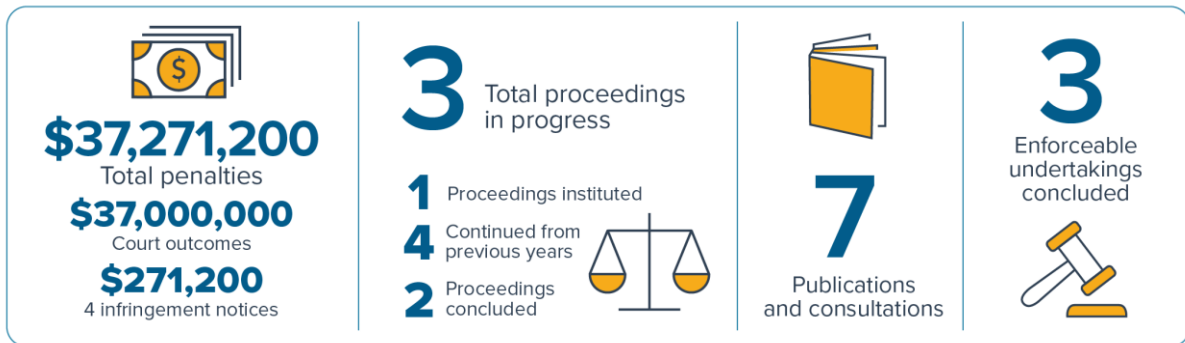 $
$37,271,200
Total penalties
$37,000,000
Court outcomes
$271,200
4 infringement notices
3 Total proceedings
in progress
1 Proceedings instituted
4 Continued from
previous years
2 Proceedings
concluded
7
Publications
and consultations
3
Enforceable
undertakings
concluded